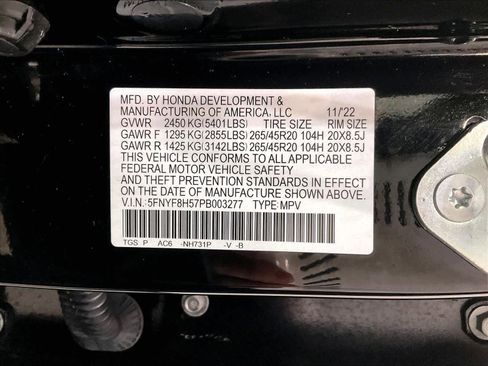 MFD. BY HONDA DEVELOPMENT &
MANUFACTURING OF AMERICA, LLC 11/'22
GVWR 2450 KG(5401LBS) TIRE SIZE RIM SIZE
GAWR F 1295 KG(2855LBS) 265/45R20 104H 20X8.5J
GAWR R 1425 KG(3142LBS) 265/45R20 104H 20X8.5J
THIS VEHICLE CONFORMS TO ALL APPLICABLE
FEDERAL MOTOR VEHICLE SAFETY
AND THEFT PREVENTION STANDARDS IN EFFECT
ON THE DATE OF MANUFACTURE SHOWN ABOVE.
V.I.N. 5FNYF8H57PB003277 TYPE: MPV
TGS P AC6 -NH731P -V -B